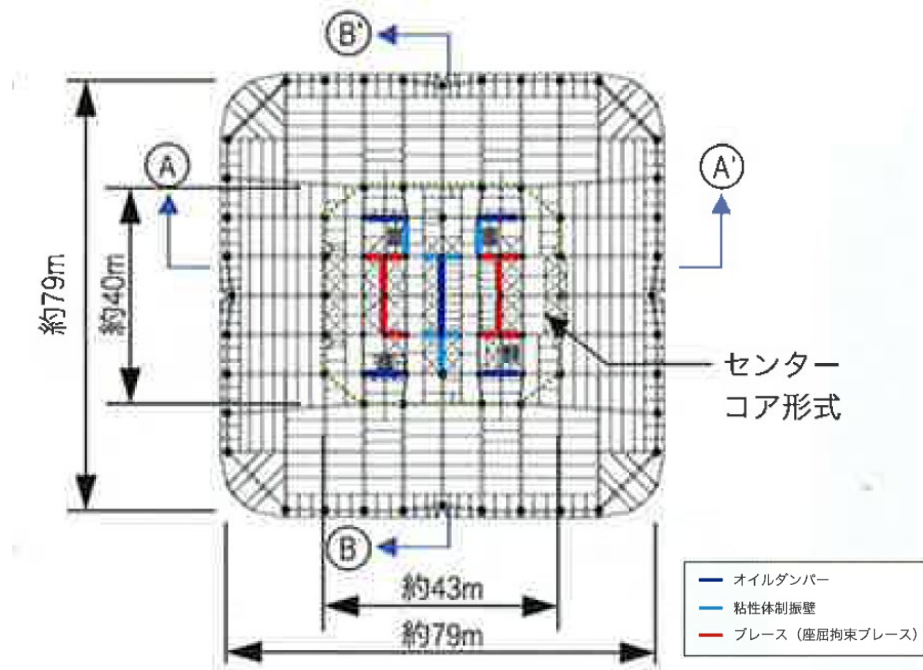 B'
A
A'
約79m
約40m
センター
コア形式
B
約43m
約79m
オイルダンパー
粘性体制振壁
ブレース（座屈拘束ブレース）